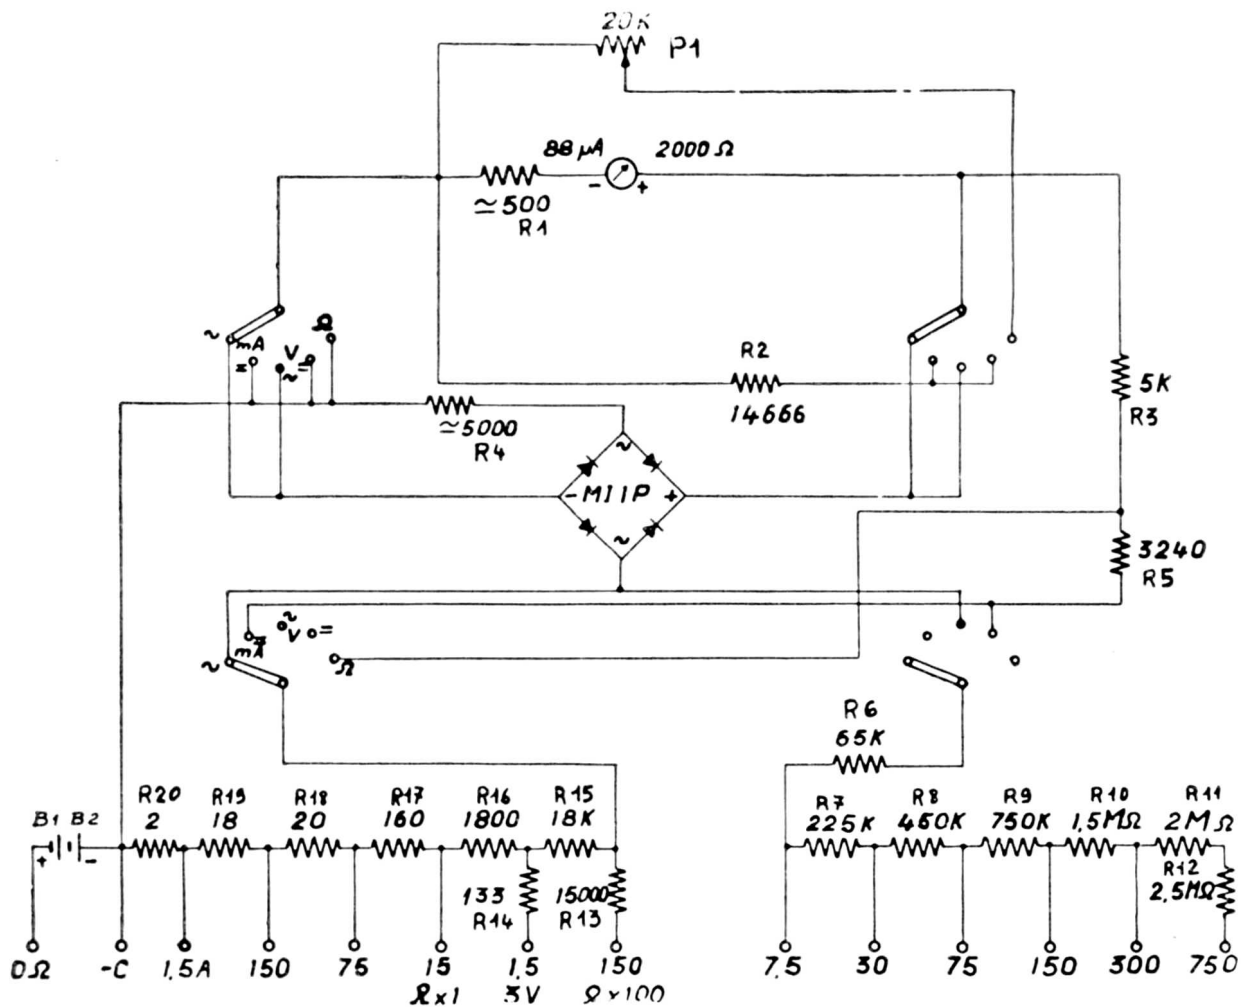 20K
P1
88 μA
2000 Ω
- +
≃500
R1
~
mA
=
V
~
=
Ω
R2
14666
5K
R3
≃5000
R4
~
- M11P +
~
3240
R5
~
V =
mA
=
~
Ω
R6
65K
R20
2
R19
18
R18
20
R17
160
R16
1800
R15
18K
R7
225K
R8
450K
R9
750K
R10
1,5MΩ
R11
2MΩ
B1 B2
+ -
133
R14
15000
R13
R12
2,5MΩ
0Ω -C 1,5A 150 75 15 1,5 150 7,5 30 75 150 300 750
Ωx1 3V Ωx100